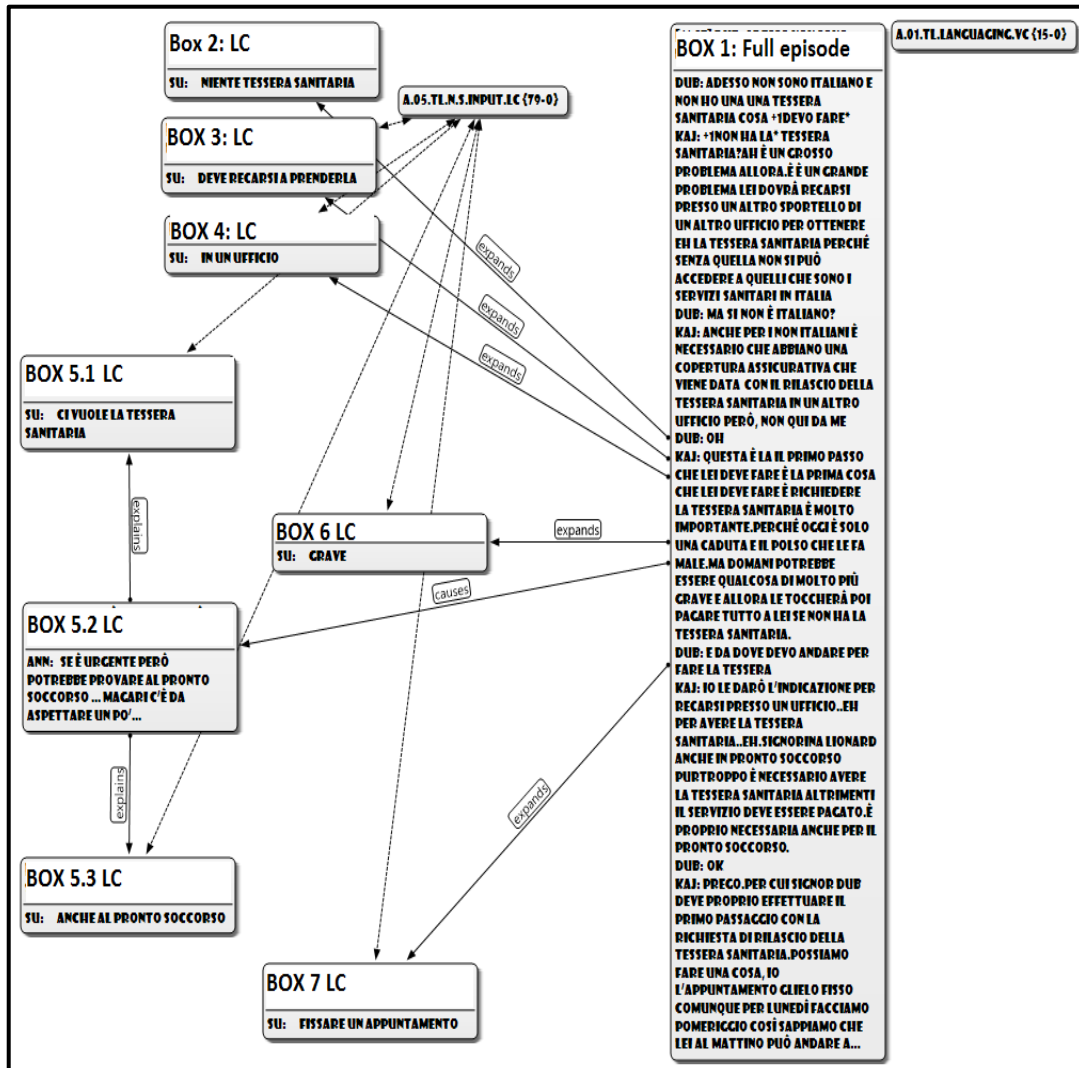 Box 2: LC
SU: NIENTE TESSERA SANITARIA
A.05.TL.N.S.INPUT.LC {79-0}
BOX 3: LC
SU: DEVE RECARSI A PRENDERLA
BOX 4: LC
SU: IN UN UFFICIO
BOX 5.1 LC
SU: CI VUOLE LA TESSERA
SANITARIA
explains
BOX 5.2 LC
ANN: SE È URGENTE PERÒ
POTREBBE PROVARE AL PRONTO
SOCCORSO ... MAGARI C'È DA
ASPETTARE UN PO'...
explains
BOX 5.3 LC
SU: ANCHE AL PRONTO SOCCORSO
BOX 6 LC
SU: GRAVE
BOX 7 LC
SU: FISSARE UN APPUNTAMENTO
expands
expands
expands
expands
causes
expands
BOX 1: Full episode
DUB: ADESSO NON SONO ITALIANO E
NON HO UNA UNA TESSERA
SANITARIA COSA +1DEVO FARE*
KAJ: +1NON HA LA* TESSERA
SANITARIA?AH È UN GROSSO
PROBLEMA ALLORA.È È UN GRANDE
PROBLEMA LEI DOVRÀ RECARSI
PRESSO UN ALTRO SPORTELLO DI
UN ALTRO UFFICIO PER OTTENERE
EH LA TESSERA SANITARIA PERCHÉ
SENZA QUELLA NON SI PUÒ
ACCEDERE A QUELLI CHE SONO I
SERVIZI SANITARI IN ITALIA
DUB: MA SI NON È ITALIANO?
KAJ: ANCHE PER I NON ITALIANI È
NECESSARIO CHE ABBIANO UNA
COPERTURA ASSICURATIVA CHE
VIENE DATA CON IL RILASCIO DELLA
TESSERA SANITARIA IN UN ALTRO
UFFICIO PERÒ, NON QUI DA ME
DUB: OH
KAJ: QUESTA È LA IL PRIMO PASSO
CHE LEI DEVE FARE È LA PRIMA COSA
CHE LEI DEVE FARE È RICHIEDERE
LA TESSERA SANITARIA È MOLTO
IMPORTANTE.PERCHÉ OGGI È SOLO
UNA CADUTA E IL POLSO CHE LE FA
MALE.MA DOMANI POTREBBE
ESSERE QUALCOSA DI MOLTO PIÙ
GRAVE E ALLORA LE TOCCHERÀ POI
PAGARE TUTTO A LEI SE NON HA LA
TESSERA SANITARIA.
DUB: E DA DOVE DEVO ANDARE PER
FARE LA TESSERA
KAJ: IO LE DARÒ L'INDICAZIONE PER
RECARSI PRESSO UN UFFICIO..EH
PER AVERE LA TESSERA
SANITARIA..EH.SIGNORINA LIONARD
ANCHE IN PRONTO SOCCORSO
PURTROPPO È NECESSARIO AVERE
LA TESSERA SANITARIA ALTRIMENTI
IL SERVIZIO DEVE ESSERE PAGATO.È
PROPRIO NECESSARIA ANCHE PER IL
PRONTO SOCCORSO.
DUB: OK
KAJ: PREGO.PER CUI SIGNOR DUB
DEVE PROPRIO EFFETTUARE IL
PRIMO PASSAGGIO CON LA
RICHIESTA DI RILASCIO DELLA
TESSERA SANITARIA.POSSIAMO
FARE UNA COSA, IO
L'APPUNTAMENTO GLIELO FISSO
COMUNQUE PER LUNEDÌ FACCIAMO
POMERIGGIO COSÌ SAPPIAMO CHE
LEI AL MATTINO PUÒ ANDARE A...
A.01.TL.LANGUAGING.VC {15-0}